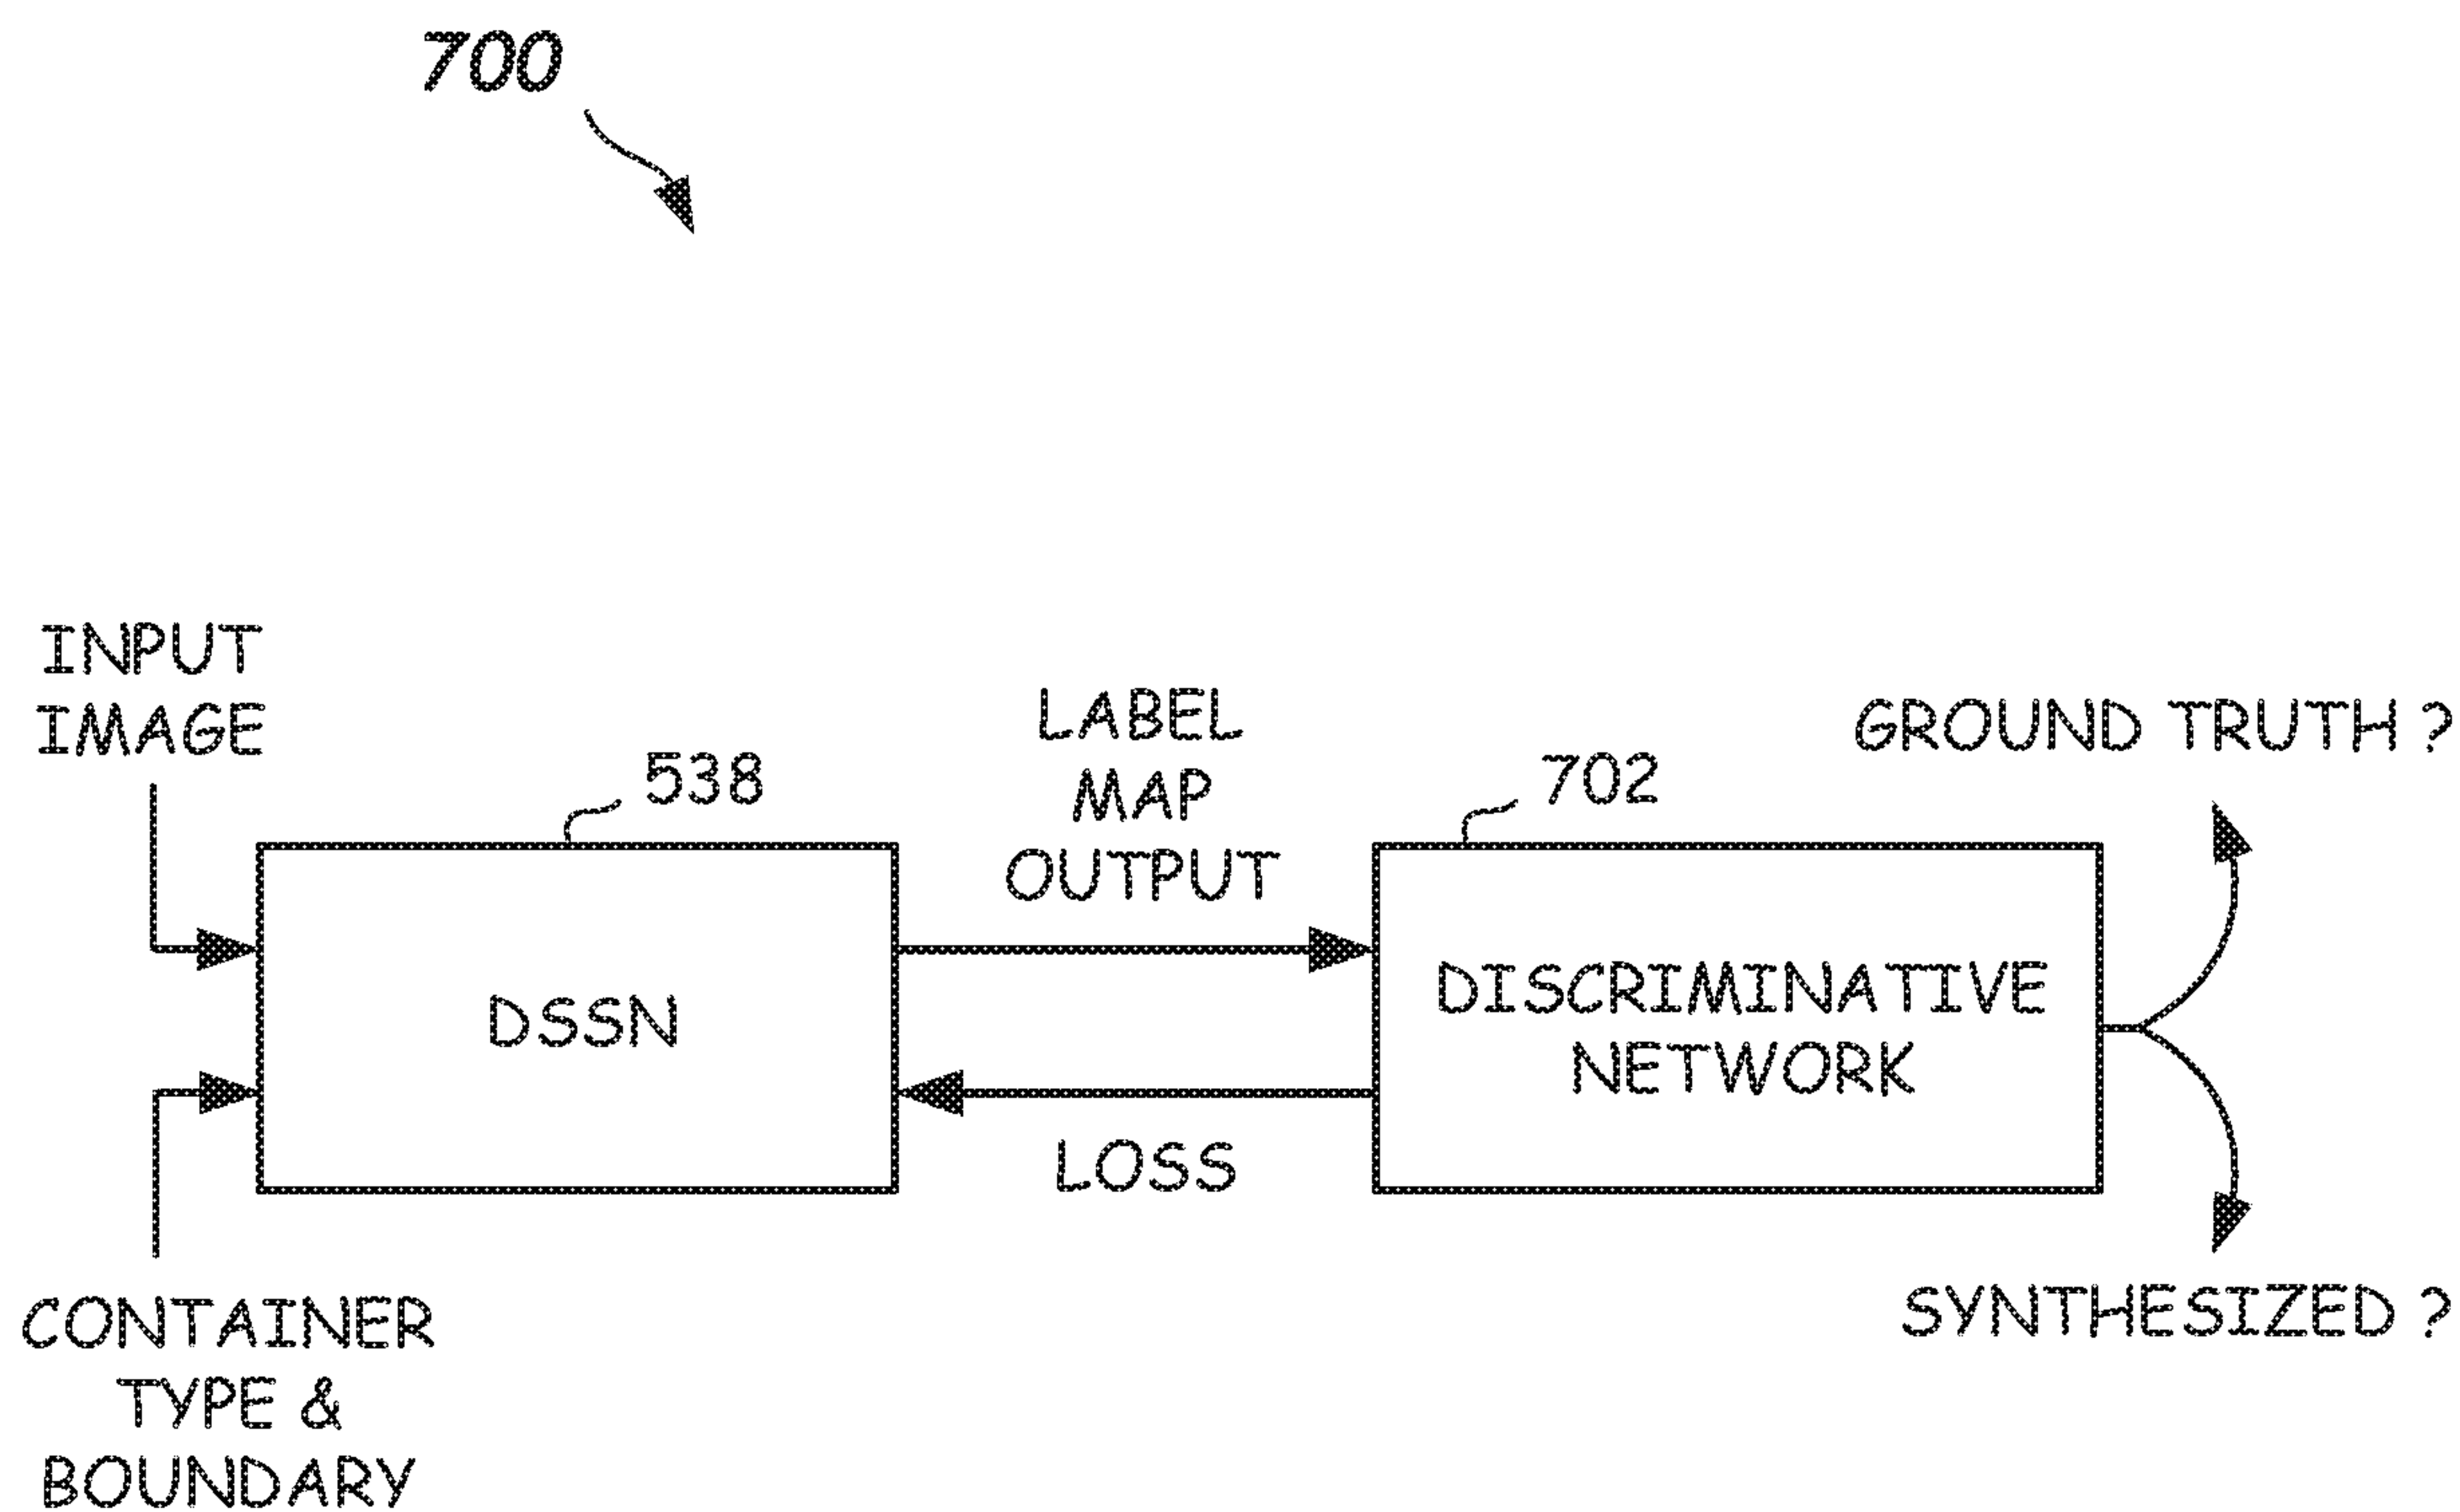 700
INPUT
IMAGE
538
LABEL
MAP
OUTPUT
702
GROUND TRUTH ?
DSSN
DISCRIMINATIVE
NETWORK
LOSS
CONTAINER
TYPE &
BOUNDARY
SYNTHESIZED ?